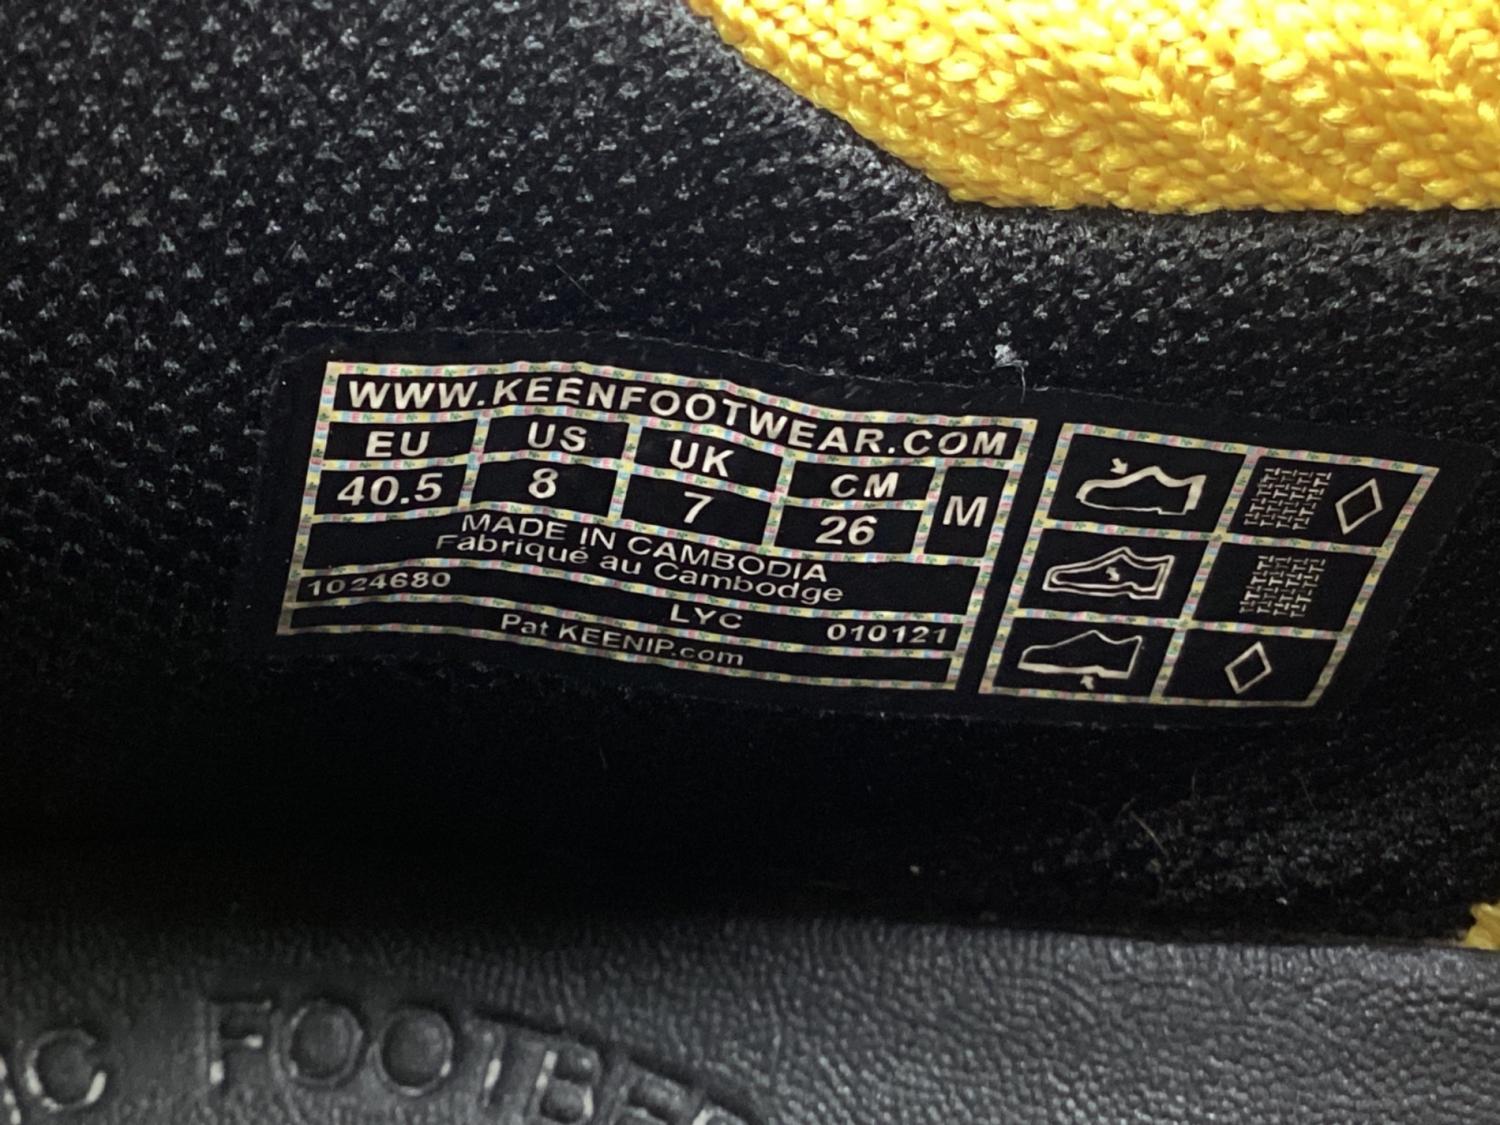 WWW.KEENFOOTWEAR.COM
EU US UK CM M
40.5 8 7 26
MADE IN CAMBODIA
Fabriqué au Cambodge
1024680 LYC 010121
Pat KEENIP.com